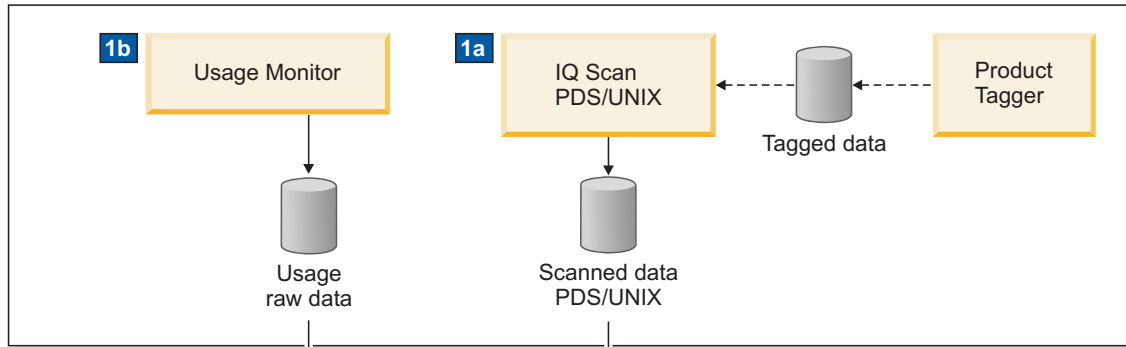 1b
Usage Monitor
1a
IQ Scan
PDS/UNIX
Product
Tagger
Tagged data
Usage
raw data
Scanned data
PDS/UNIX